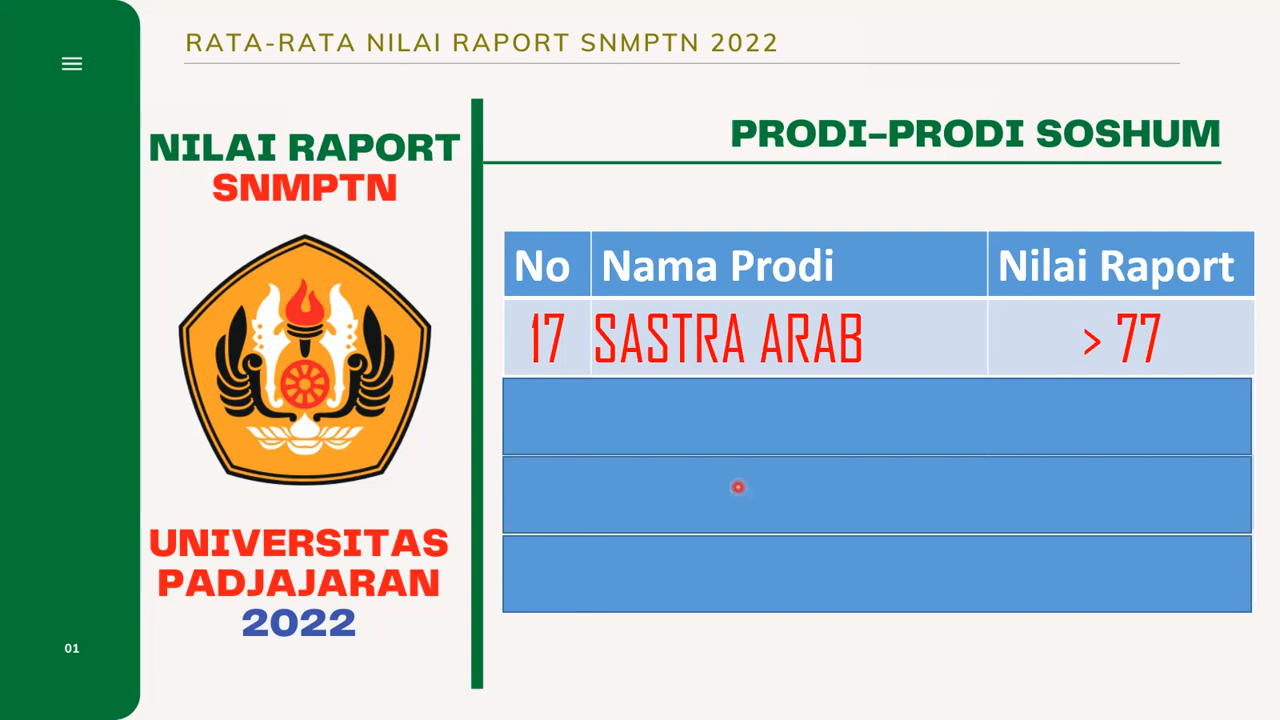 RATA-RATA NILAI RAPORT SNMPTN 2022
NILAI RAPORT
SNMPTN
UNIVERSITAS
PADJAJARAN
2022
01
PRODI-PRODI SOSHUM
No Nama Prodi Nilai Raport
17 SASTRA ARAB > 77